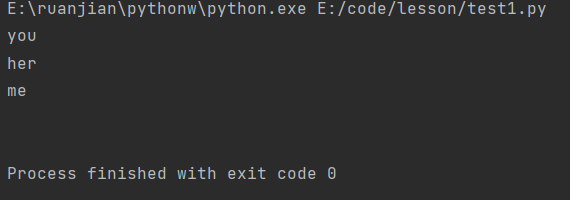 E:\ruanjian\pythonw\python.exe E:/code/lesson/test1.py
you
her
me
Process finished with exit code 0